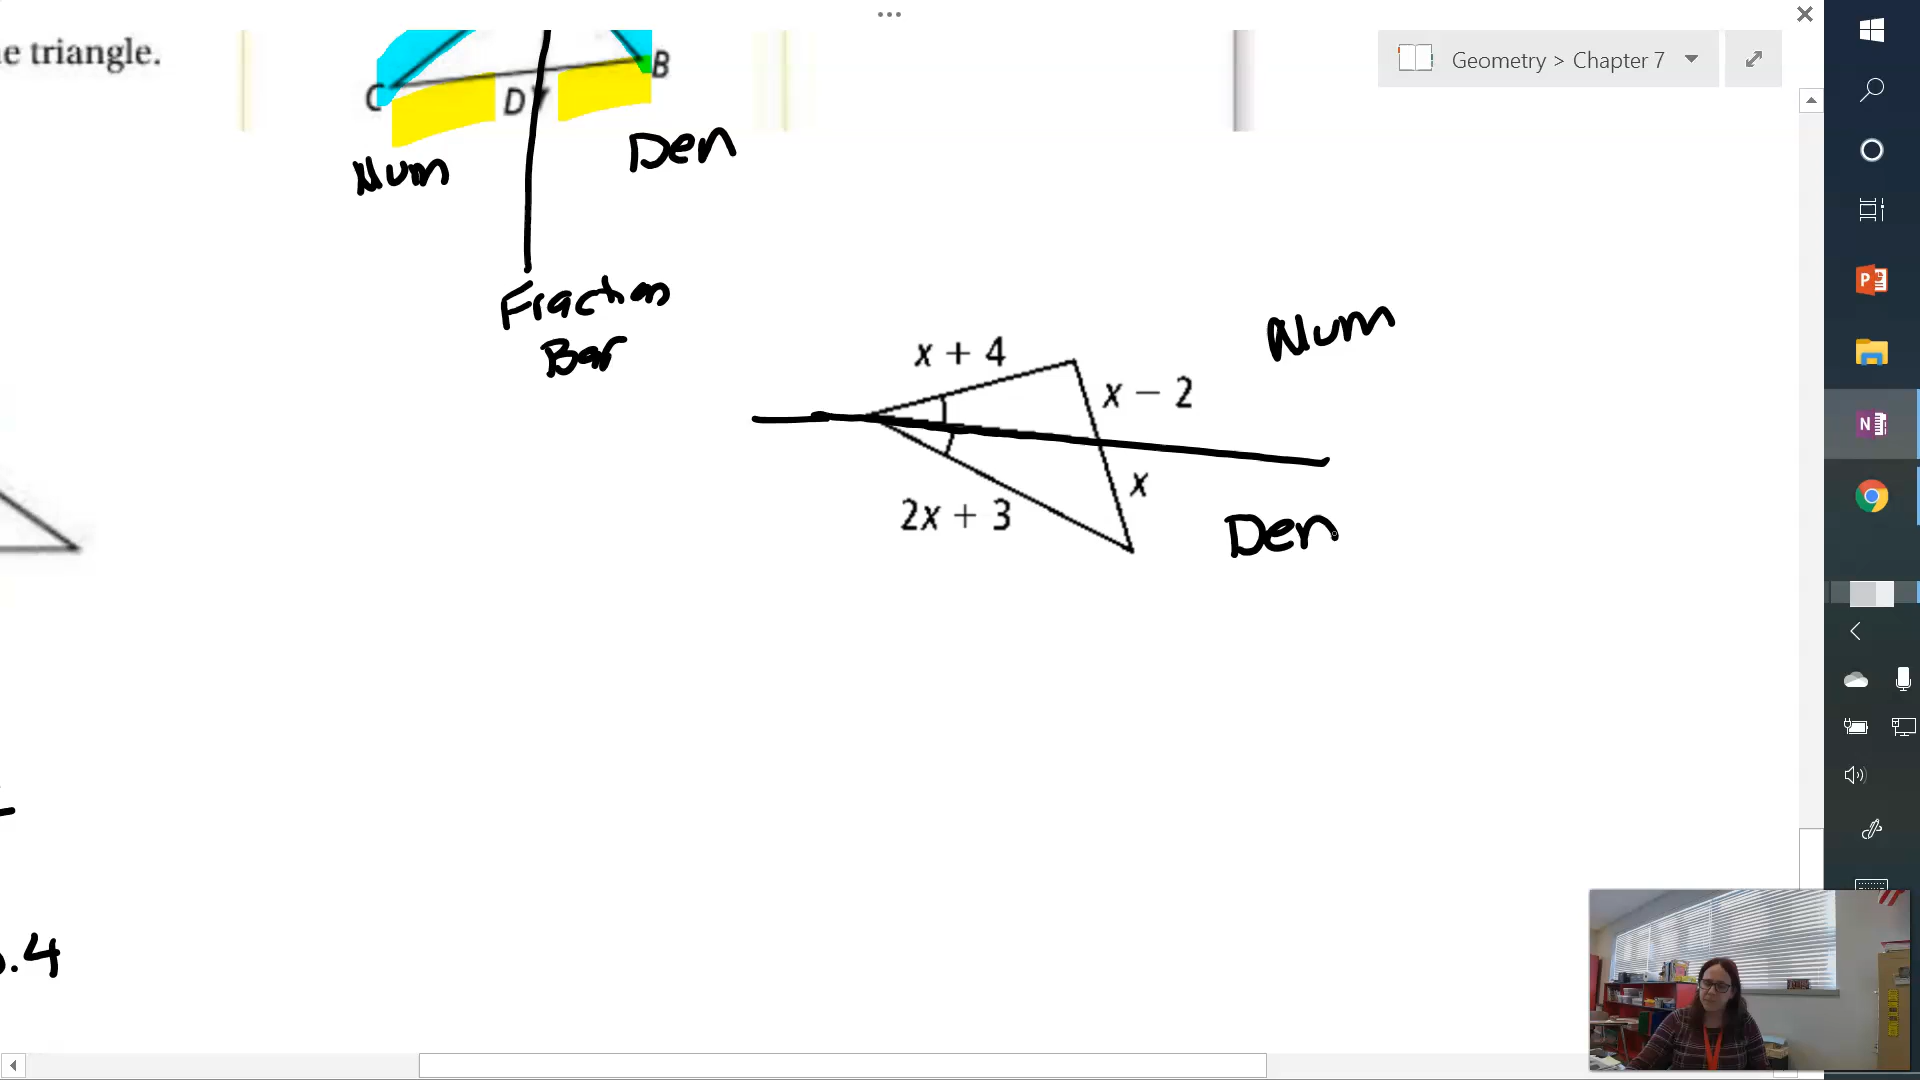 e triangle.
Geometry > Chapter 7
C
D
B
Num
Den
Fraction
Bar
Num
x + 4
x − 2
x
2x + 3
Den
.4